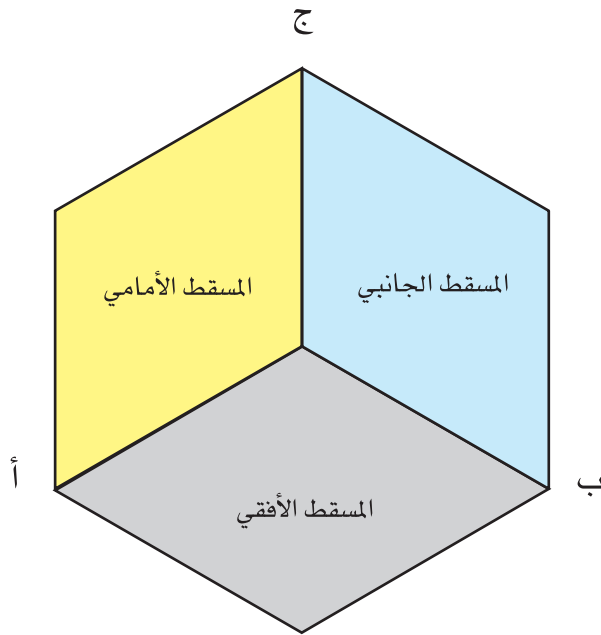 ج
المسقط الجانبي
المسقط الأمامي
ب
أ
المسقط الأفقي